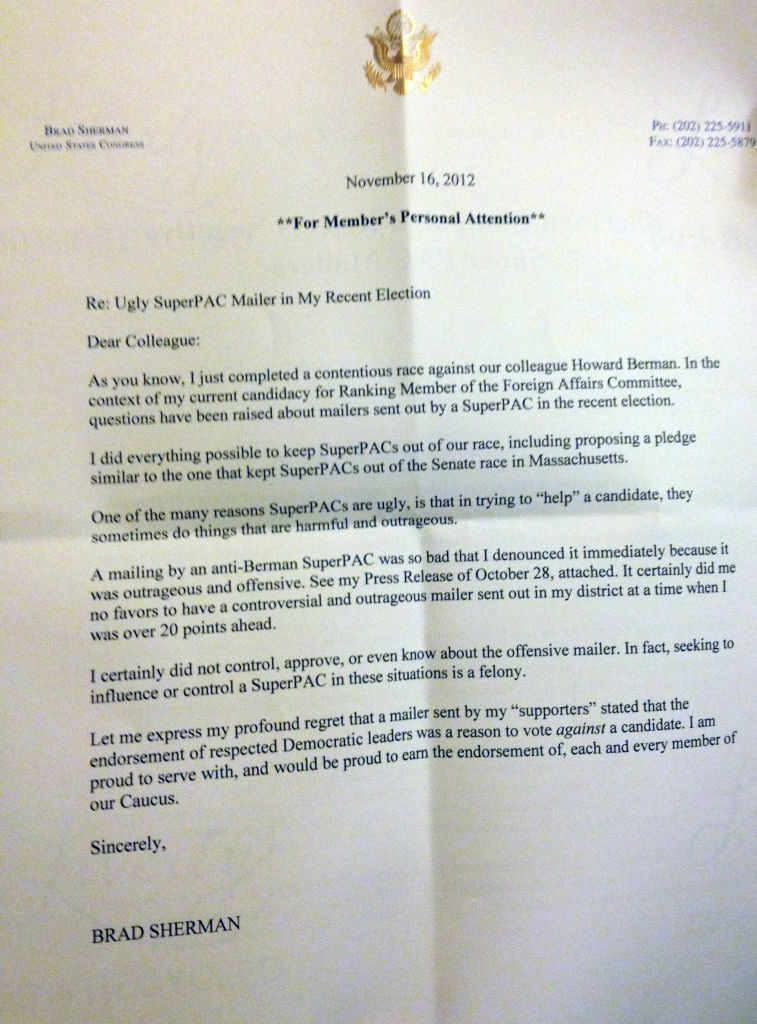 BRAD SHERMAN
UNITED STATES CONGRESS
PH: (202) 225-5911
FAX: (202) 225-5879
November 16, 2012
**For Member's Personal Attention**
Re: Ugly SuperPAC Mailer in My Recent Election
Dear Colleague:
As you know, I just completed a contentious race against our colleague Howard Berman. In the
context of my current candidacy for Ranking Member of the Foreign Affairs Committee,
questions have been raised about mailers sent out by a SuperPAC in the recent election.
I did everything possible to keep SuperPACs out of our race, including proposing a pledge
similar to the one that kept SuperPACs out of the Senate race in Massachusetts.
One of the many reasons SuperPACs are ugly, is that in trying to “help” a candidate, they
sometimes do things that are harmful and outrageous.
A mailing by an anti-Berman SuperPAC was so bad that I denounced it immediately because it
was outrageous and offensive. See my Press Release of October 28, attached. It certainly did me
no favors to have a controversial and outrageous mailer sent out in my district at a time when I
was over 20 points ahead.
I certainly did not control, approve, or even know about the offensive mailer. In fact, seeking to
influence or control a SuperPAC in these situations is a felony.
Let me express my profound regret that a mailer sent by my “supporters” stated that the
endorsement of respected Democratic leaders was a reason to vote against a candidate. I am
proud to serve with, and would be proud to earn the endorsement of, each and every member of
our Caucus.
Sincerely,
BRAD SHERMAN